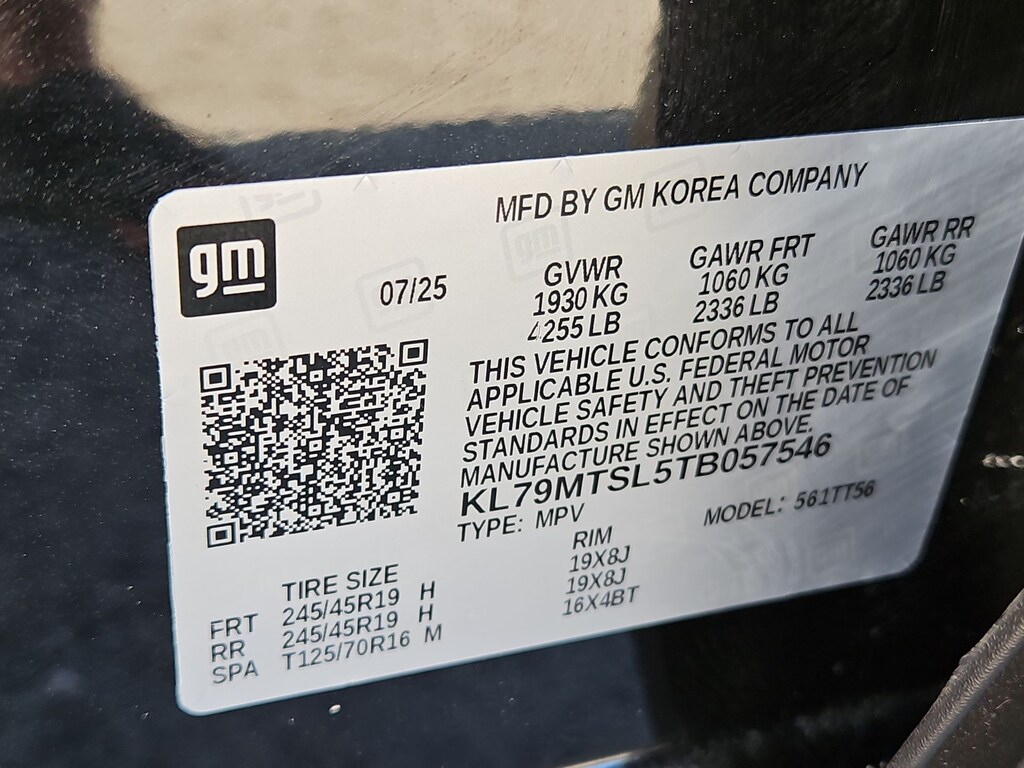 gm
MFD BY GM KOREA COMPANY
07/25
GVWR
1930 KG
4255 LB
GAWR FRT
1060 KG
2336 LB
GAWR RR
1060 KG
2336 LB
THIS VEHICLE CONFORMS TO ALL
APPLICABLE U.S. FEDERAL MOTOR
VEHICLE SAFETY AND THEFT PREVENTION
STANDARDS IN EFFECT ON THE DATE OF
MANUFACTURE SHOWN ABOVE.
KL79MTSL5TB057546
TYPE: MPV MODEL: 561TT56
TIRE SIZE RIM
FRT 245/45R19 H 19X8J
RR 245/45R19 H 19X8J
SPA T125/70R16 M 16X4BT